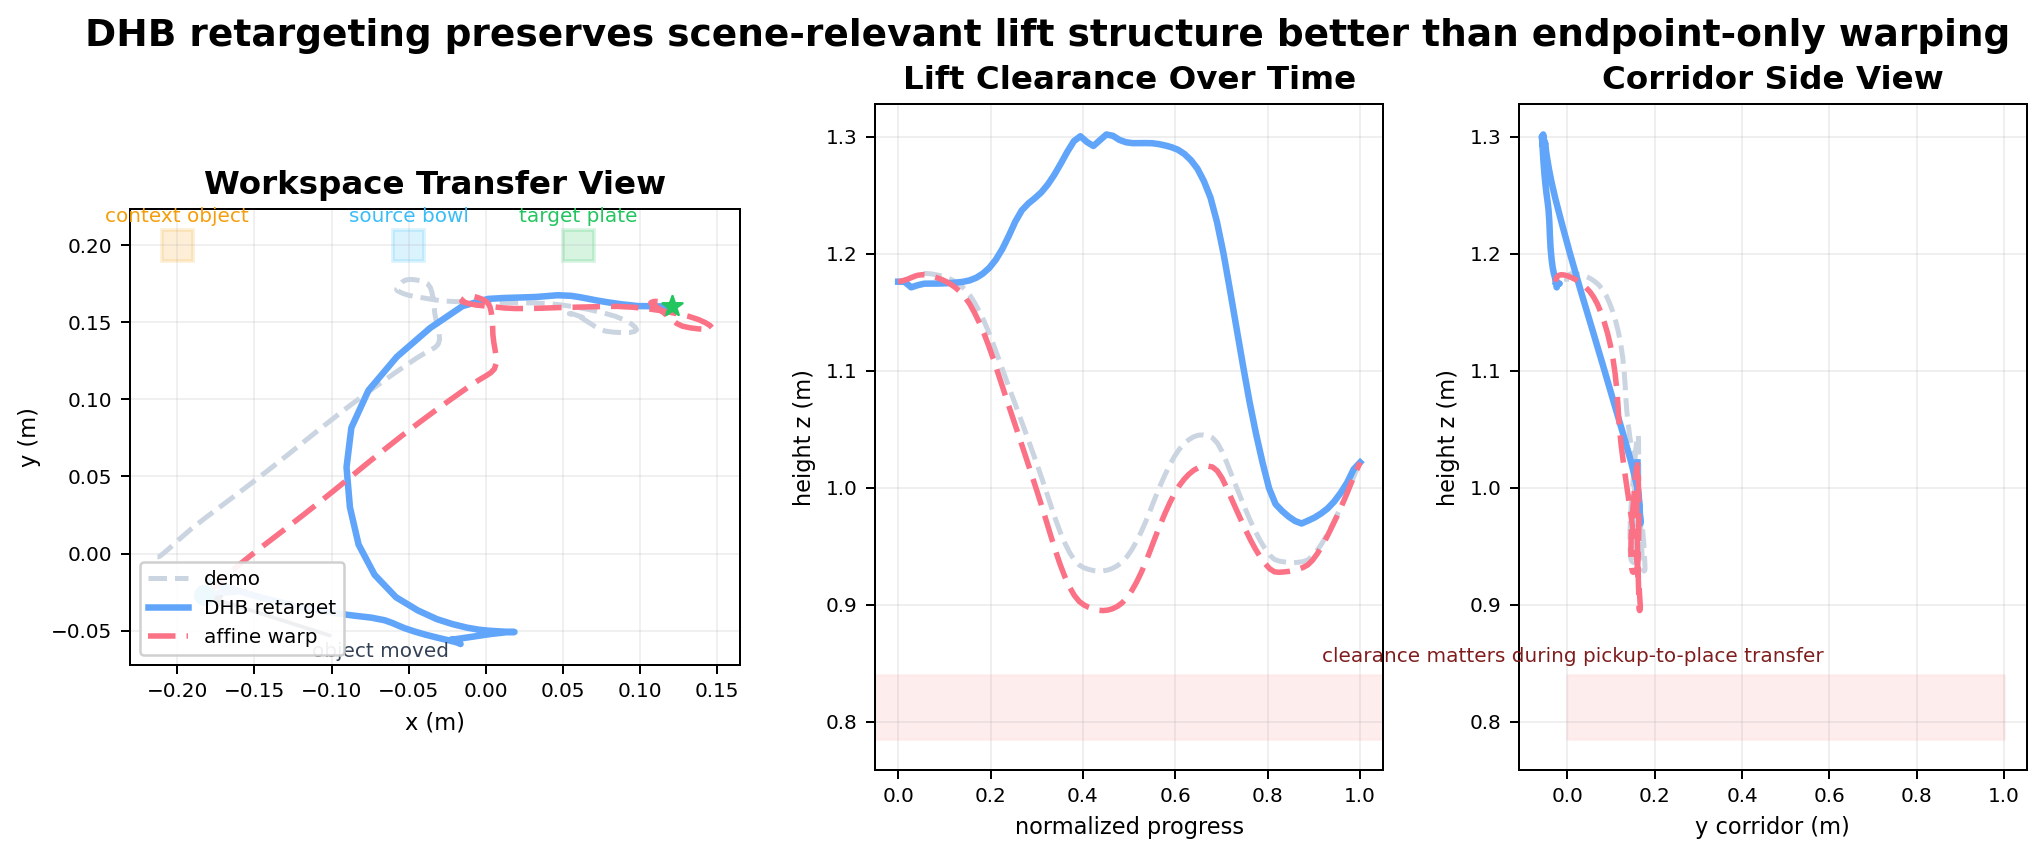 DHB retargeting preserves scene-relevant lift structure better than endpoint-only warping
Workspace Transfer View
context object
source bowl
target plate
0.20
0.15
0.10
0.05
0.00
−0.05
y (m)
demo
DHB retarget
affine warp
object moved
−0.20 −0.15 −0.10 −0.05 0.00 0.05 0.10 0.15
x (m)
Lift Clearance Over Time
1.3
1.2
1.1
1.0
0.9
0.8
height z (m)
clearance matters during pickup-to-place transfer
0.0 0.2 0.4 0.6 0.8 1.0
normalized progress
Corridor Side View
1.3
1.2
1.1
1.0
0.9
0.8
height z (m)
0.0 0.2 0.4 0.6 0.8 1.0
y corridor (m)